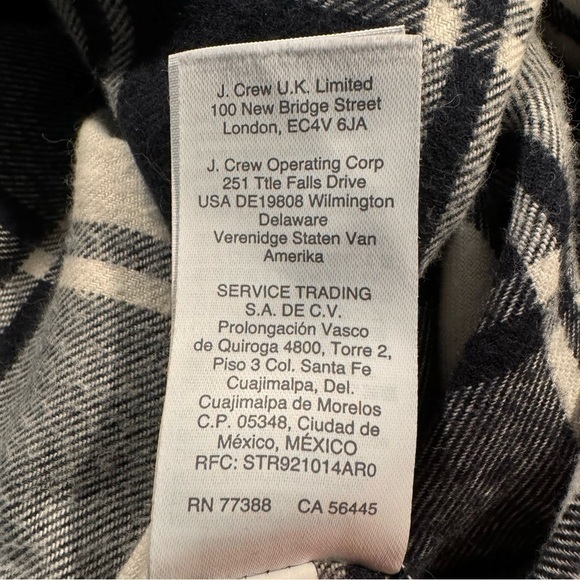 J. Crew U.K. Limited
100 New Bridge Street
London, EC4V 6JA
J. Crew Operating Corp
251 Ttle Falls Drive
USA DE19808 Wilmington
Delaware
Verenidge Staten Van
Amerika
SERVICE TRADING
S.A. DE C.V.
Prolongación Vasco
de Quiroga 4800, Torre 2,
Piso 3 Col. Santa Fe
Cuajimalpa, Del.
Cuajimalpa de Morelos
C.P. 05348, Ciudad de
México, MÉXICO
RFC: STR921014AR0
RN 77388 CA 56445